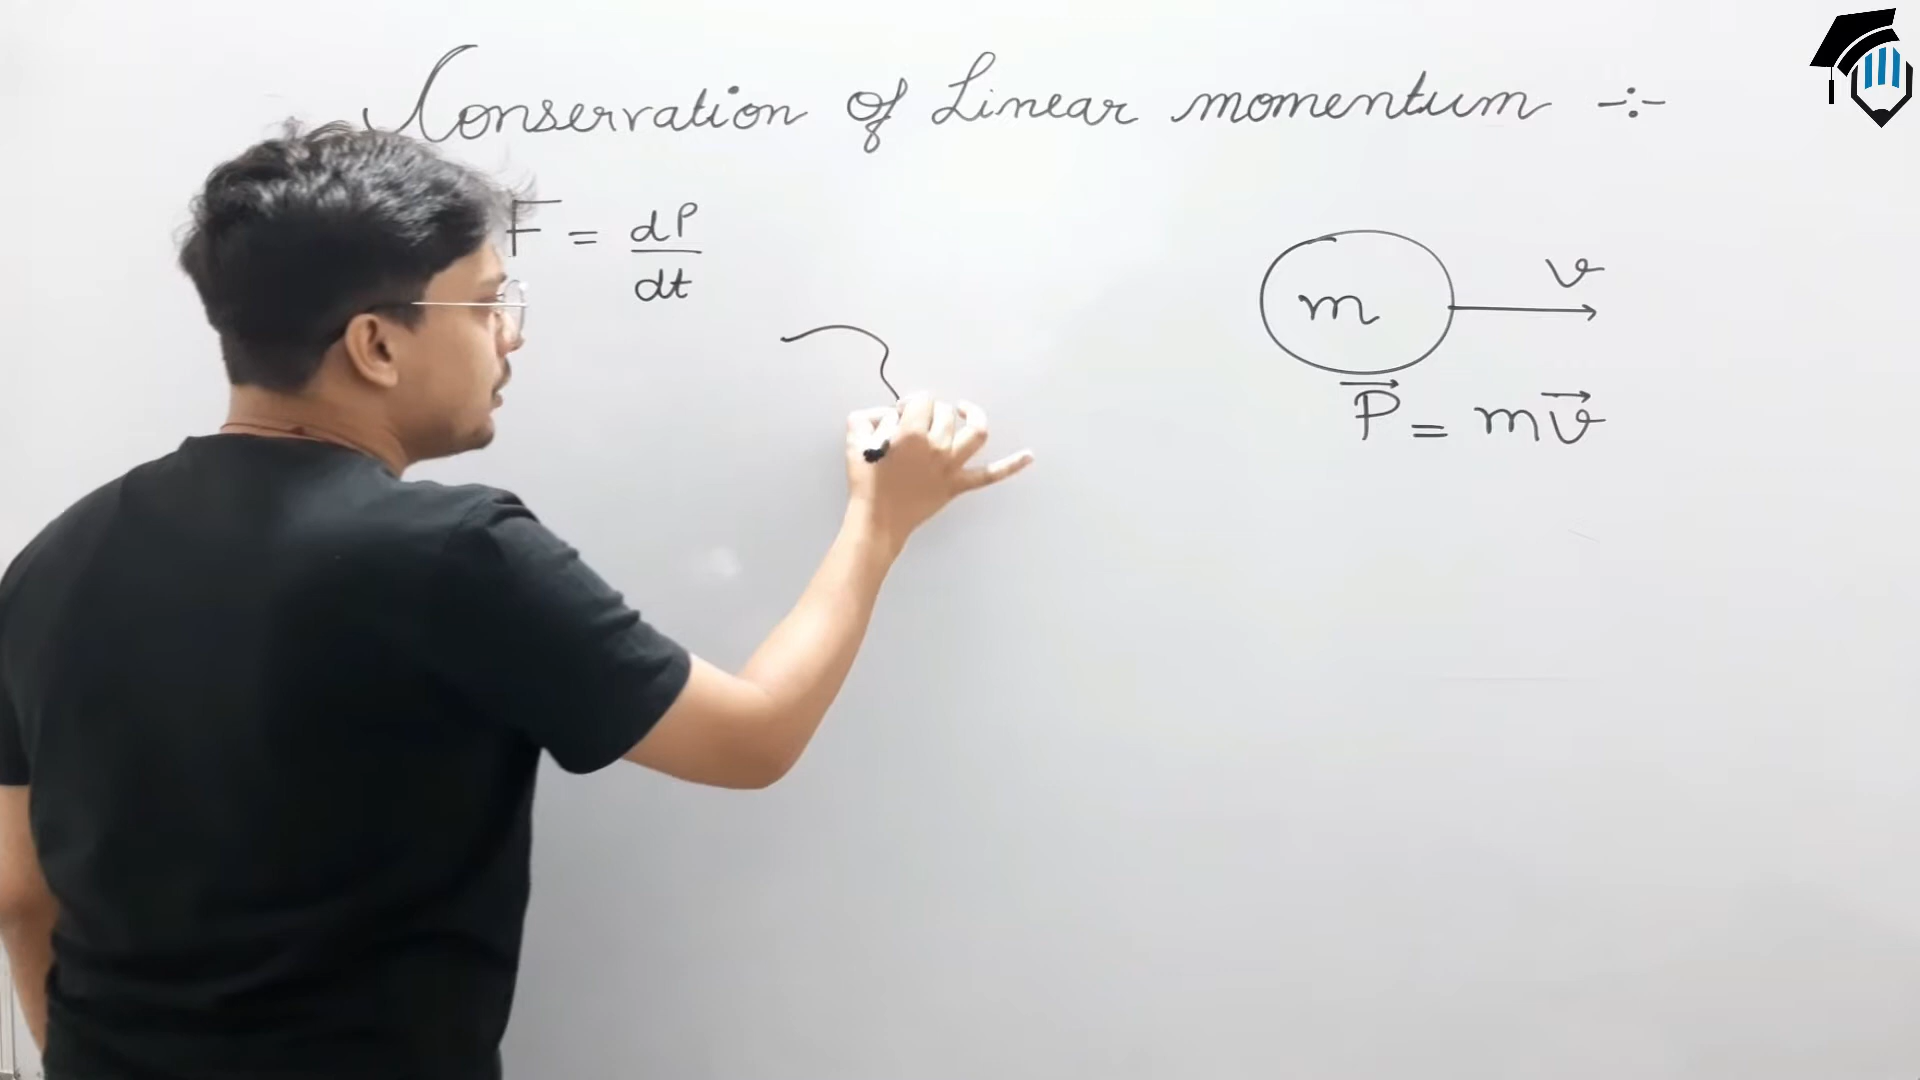 Conservation Of Linear momentum :-
F = dP/dt
m
v
P⃗ = mv⃗